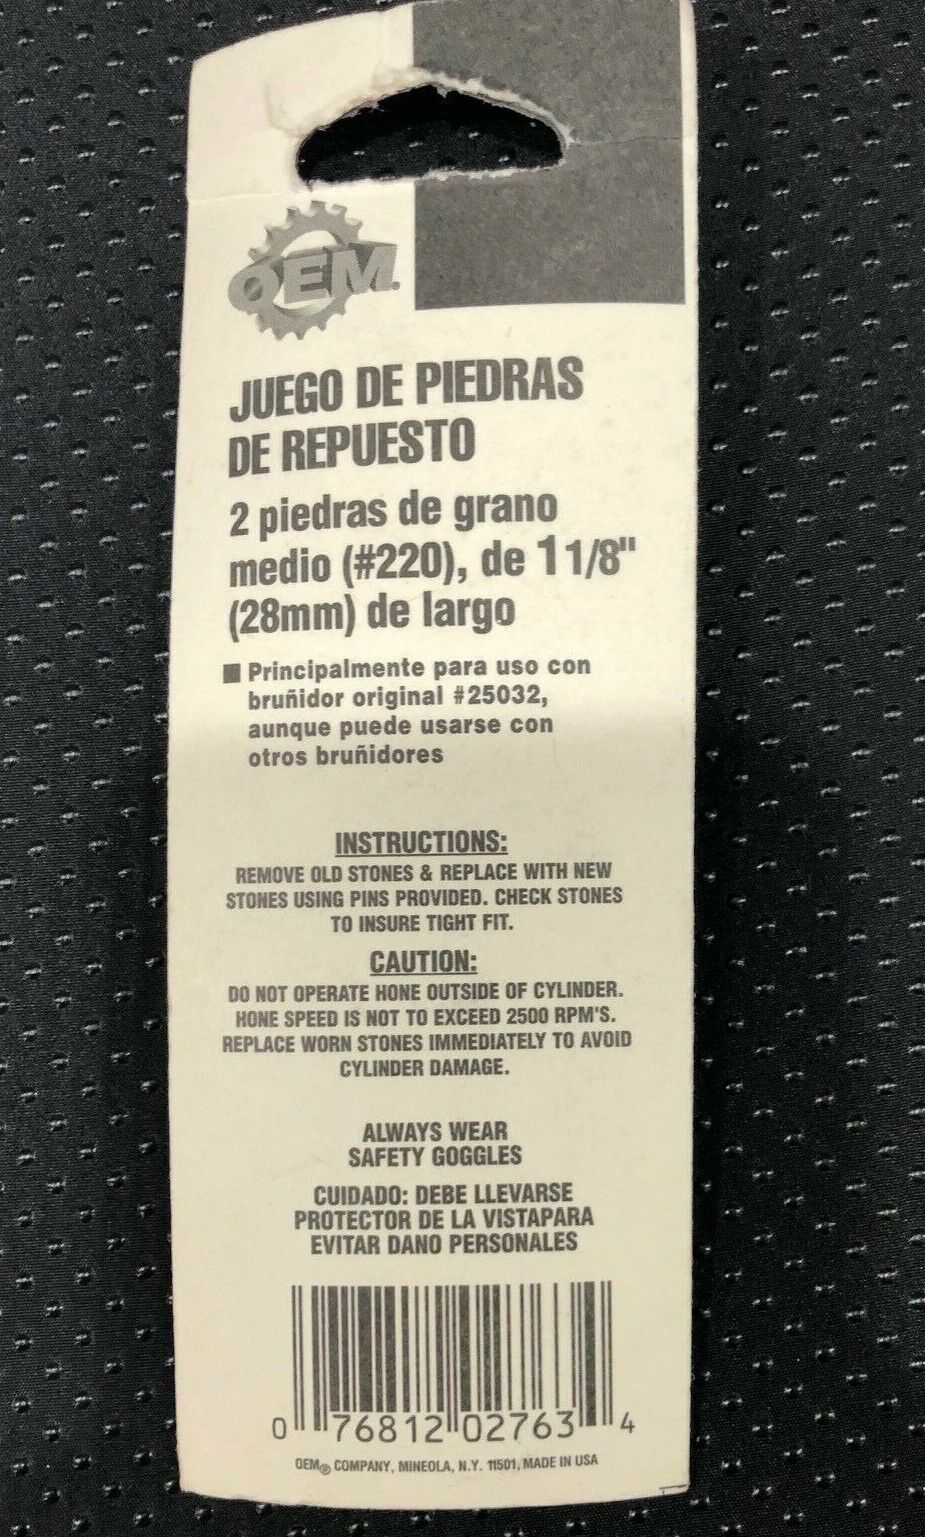 OEM.
JUEGO DE PIEDRAS
DE REPUESTO
2 piedras de grano
medio (#220), de 1 1/8"
(28mm) de largo
■ Principalmente para uso con
bruñidor original #25032,
aunque puede usarse con
otros bruñidores
INSTRUCTIONS:
REMOVE OLD STONES & REPLACE WITH NEW
STONES USING PINS PROVIDED. CHECK STONES
TO INSURE TIGHT FIT.
CAUTION:
DO NOT OPERATE HONE OUTSIDE OF CYLINDER.
HONE SPEED IS NOT TO EXCEED 2500 RPM'S.
REPLACE WORN STONES IMMEDIATELY TO AVOID
CYLINDER DAMAGE.
ALWAYS WEAR
SAFETY GOGGLES
CUIDADO: DEBE LLEVARSE
PROTECTOR DE LA VISTAPARA
EVITAR DANO PERSONALES
0 76812 02763 4
OEM® COMPANY, MINEOLA, N.Y. 11501, MADE IN USA